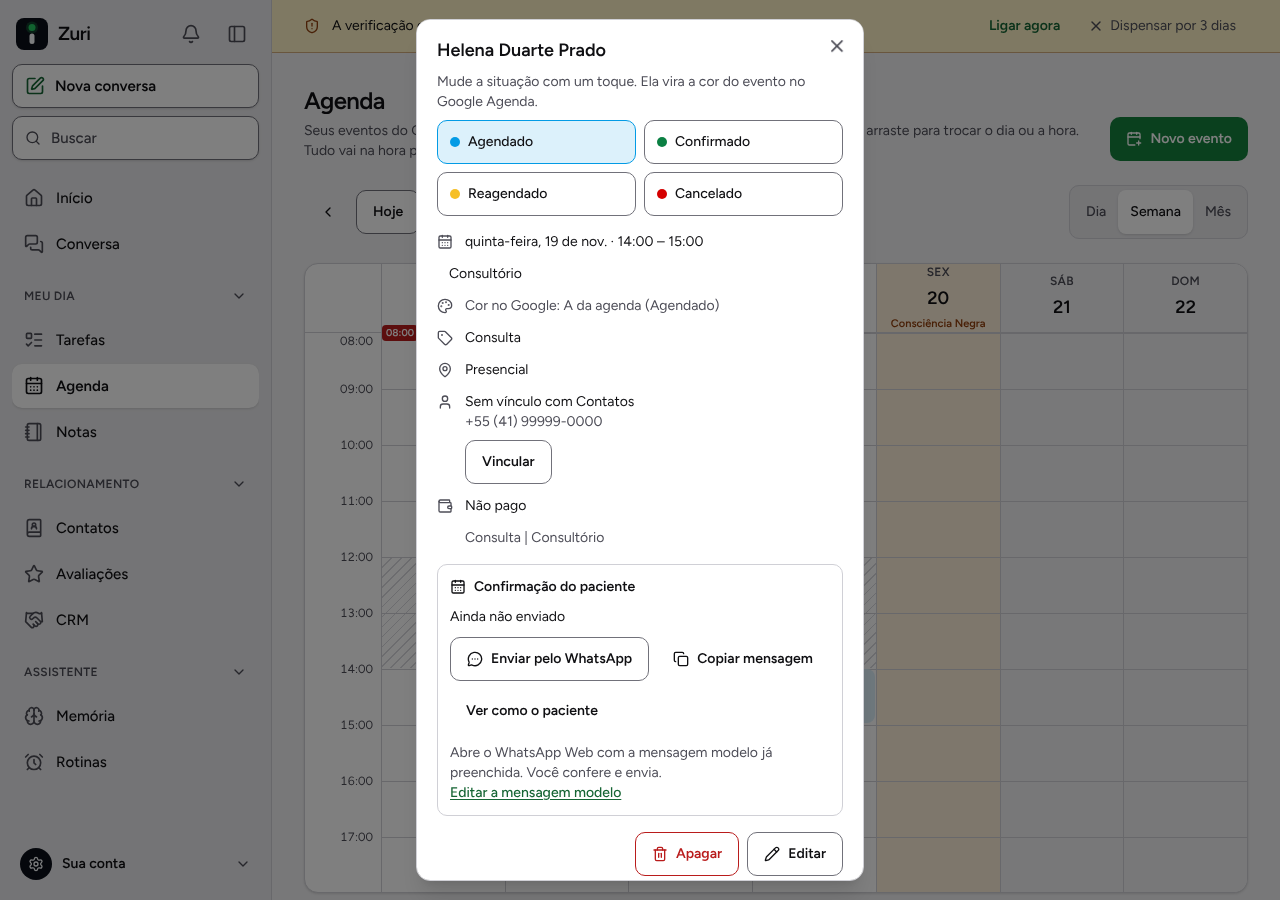 Zuri
Nova conversa
Buscar
Início
Conversa
MEU DIA
Tarefas
Agenda
Notas
RELACIONAMENTO
Contatos
Avaliações
CRM
ASSISTENTE
Memória
Rotinas
Sua conta
A verificação
Ligar agora
Dispensar por 3 dias
Agenda
Seus eventos do
arraste para trocar o dia ou a hora.
Tudo vai na hora
Novo evento
Hoje
Dia
Semana
Mês
SEX
20
Consciência Negra
SÁB
21
DOM
22
08:00
08:00
09:00
10:00
11:00
12:00
13:00
14:00
15:00
16:00
17:00
Helena Duarte Prado
Mude a situação com um toque. Ela vira a cor do evento no
Google Agenda.
Agendado
Confirmado
Reagendado
Cancelado
quinta-feira, 19 de nov. · 14:00 – 15:00
Consultório
Cor no Google: A da agenda (Agendado)
Consulta
Presencial
Sem vínculo com Contatos
+55 (41) 99999-0000
Vincular
Não pago
Consulta | Consultório
Confirmação do paciente
Ainda não enviado
Enviar pelo WhatsApp
Copiar mensagem
Ver como o paciente
Abre o WhatsApp Web com a mensagem modelo já
preenchida. Você confere e envia.
Editar a mensagem modelo
Apagar
Editar